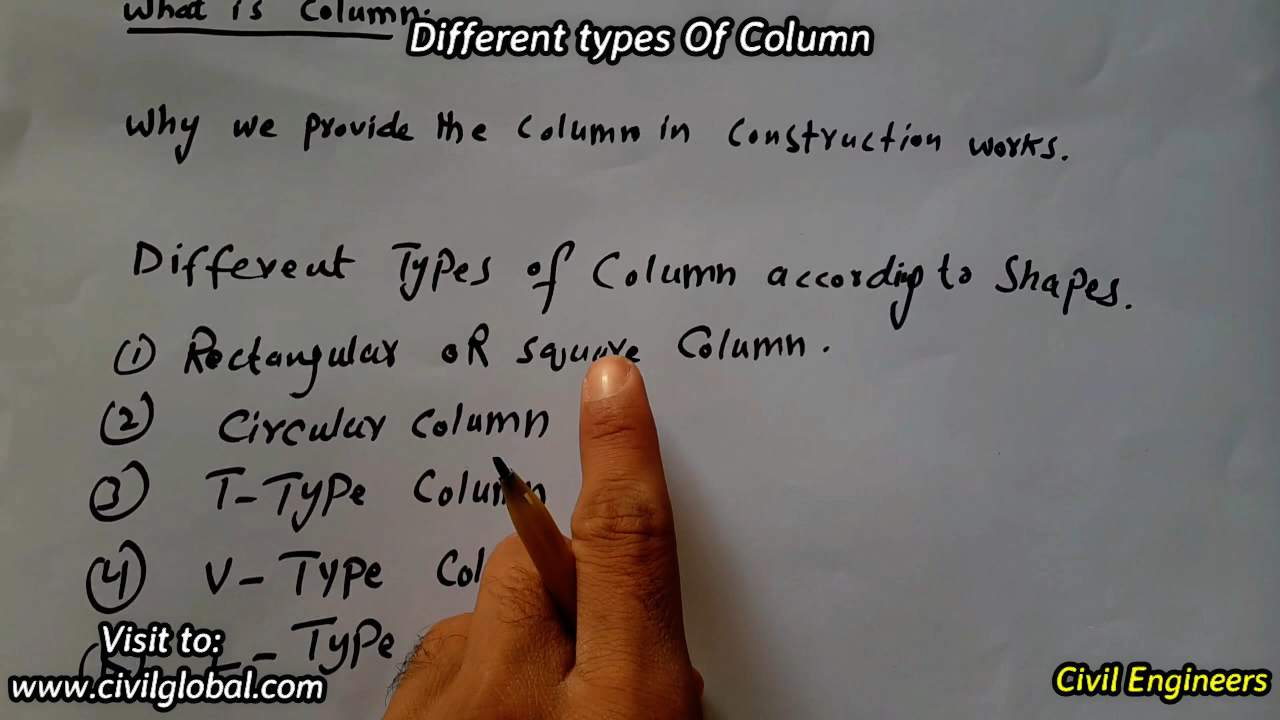 What is Column.
Different types Of Column
Why we provide the Column in Construction works.
Different Types of Column according to Shapes.
① Rectangular oR square Column.
② Circular Column
③ T-Type Column
④ V-Type
Type
Visit to:
www.civilglobal.com
Civil Engineers